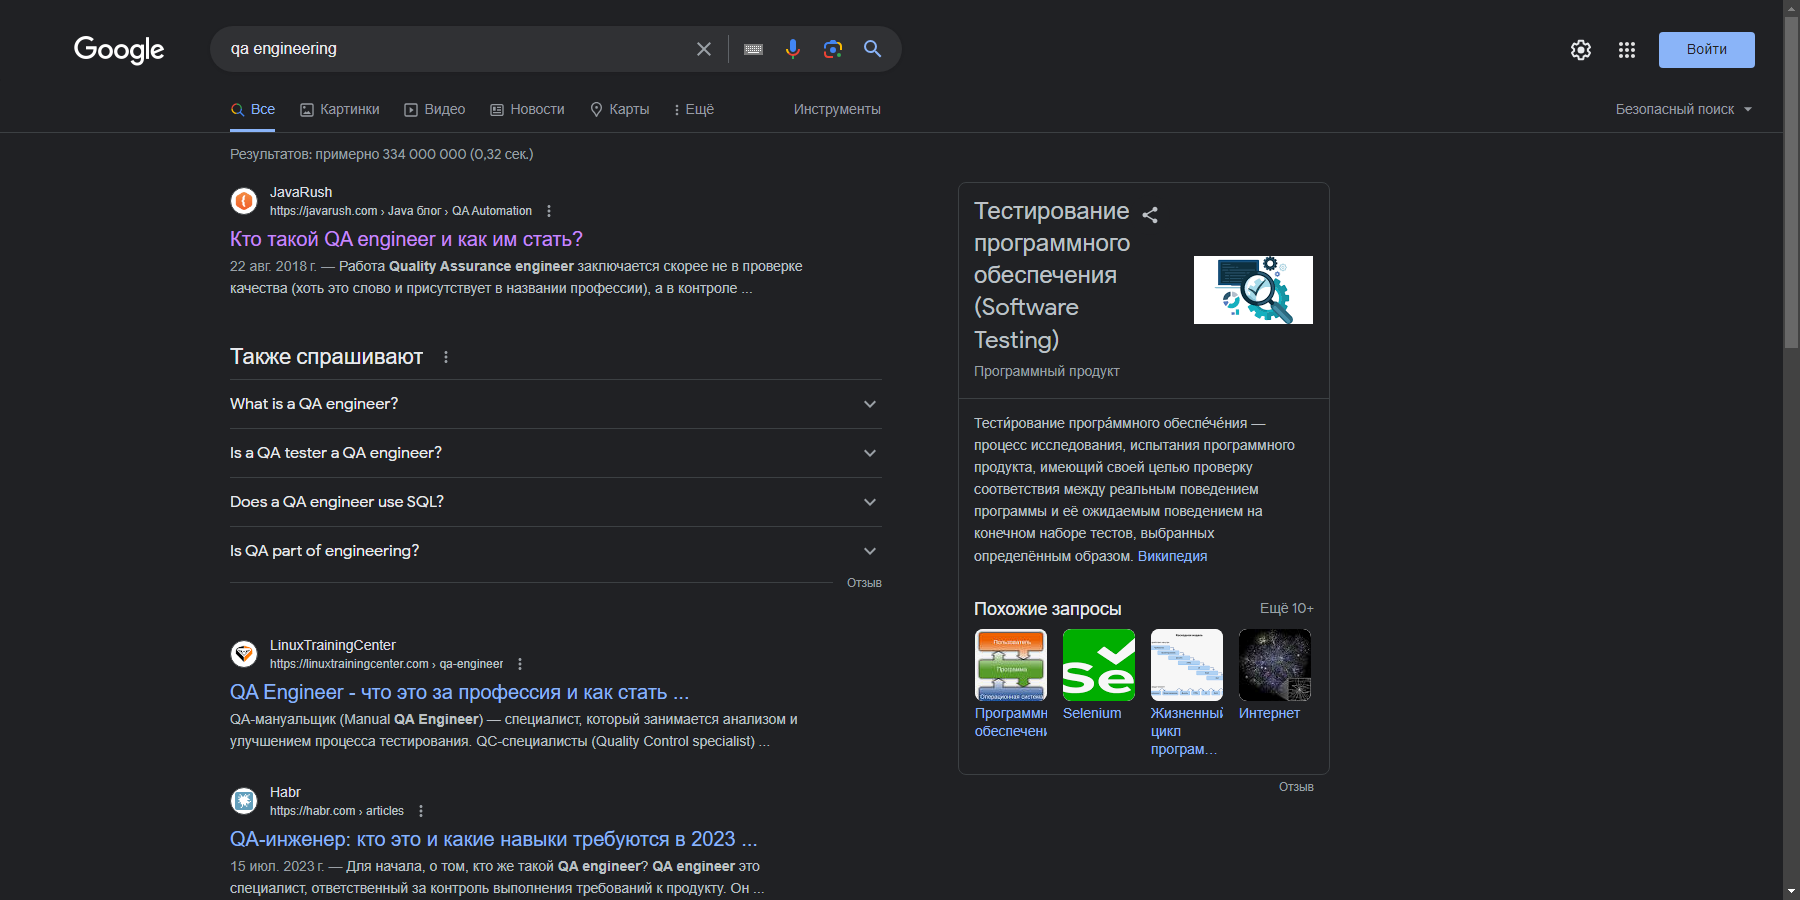 Google
qa engineering
Войти
Все
Картинки
Видео
Новости
Карты
Ещё
Инструменты
Безопасный поиск
Результатов: примерно 334 000 000 (0,32 сек.)
JavaRush
https://javarush.com › Java блог › QA Automation
Кто такой QA engineer и как им стать?
22 авг. 2018 г. — Работа Quality Assurance engineer заключается скорее не в проверке
качества (хоть это слово и присутствует в названии профессии), а в контроле ...
Также спрашивают
What is a QA engineer?
Is a QA tester a QA engineer?
Does a QA engineer use SQL?
Is QA part of engineering?
Отзыв
LinuxTrainingCenter
https://linuxtrainingcenter.com › qa-engineer
QA Engineer - что это за профессия и как стать ...
QA-мануальщик (Manual QA Engineer) — специалист, который занимается анализом и
улучшением процесса тестирования. QC-специалисты (Quality Control specialist) ...
Habr
https://habr.com › articles
QA-инженер: кто это и какие навыки требуются в 2023 ...
15 июл. 2023 г. — Для начала, о том, кто же такой QA engineer? QA engineer это
специалист, ответственный за контроль выполнения требований к продукту. Он ...
Тестирование
программного
обеспечения
(Software
Testing)
Программный продукт
Тести́рование програ́ммного обеспе́че́ния —
процесс исследования, испытания программного
продукта, имеющий своей целью проверку
соответствия между реальным поведением
программы и её ожидаемым поведением на
конечном наборе тестов, выбранных
определённым образом. Википедия
Похожие запросы
Ещё 10+
Пользователь
Программа
Операционная система
Se
Программн
обеспечени
Selenium
Жизненный
цикл
програм...
Интернет
Отзыв